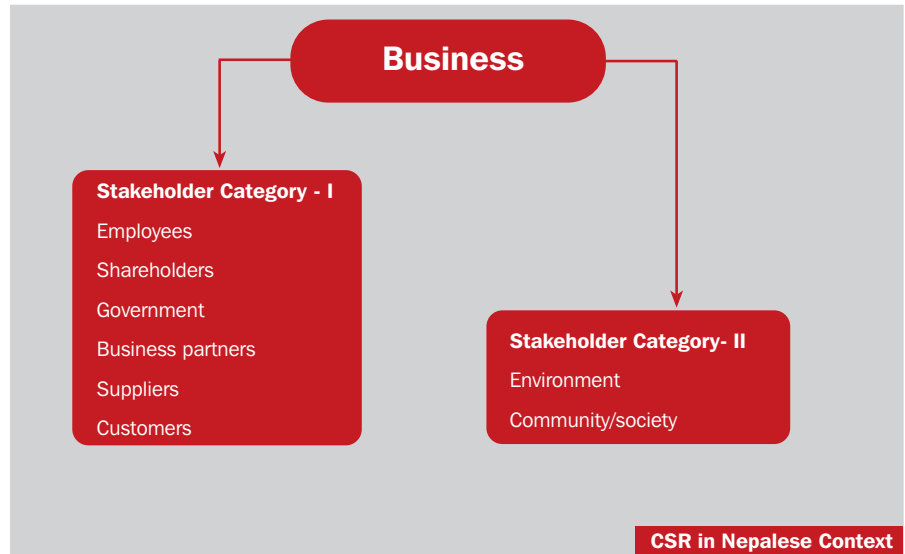 Business
Stakeholder Category - I
Employees
Shareholders
Government
Business partners
Suppliers
Customers
Stakeholder Category- II
Environment
Community/society
CSR in Nepalese Context